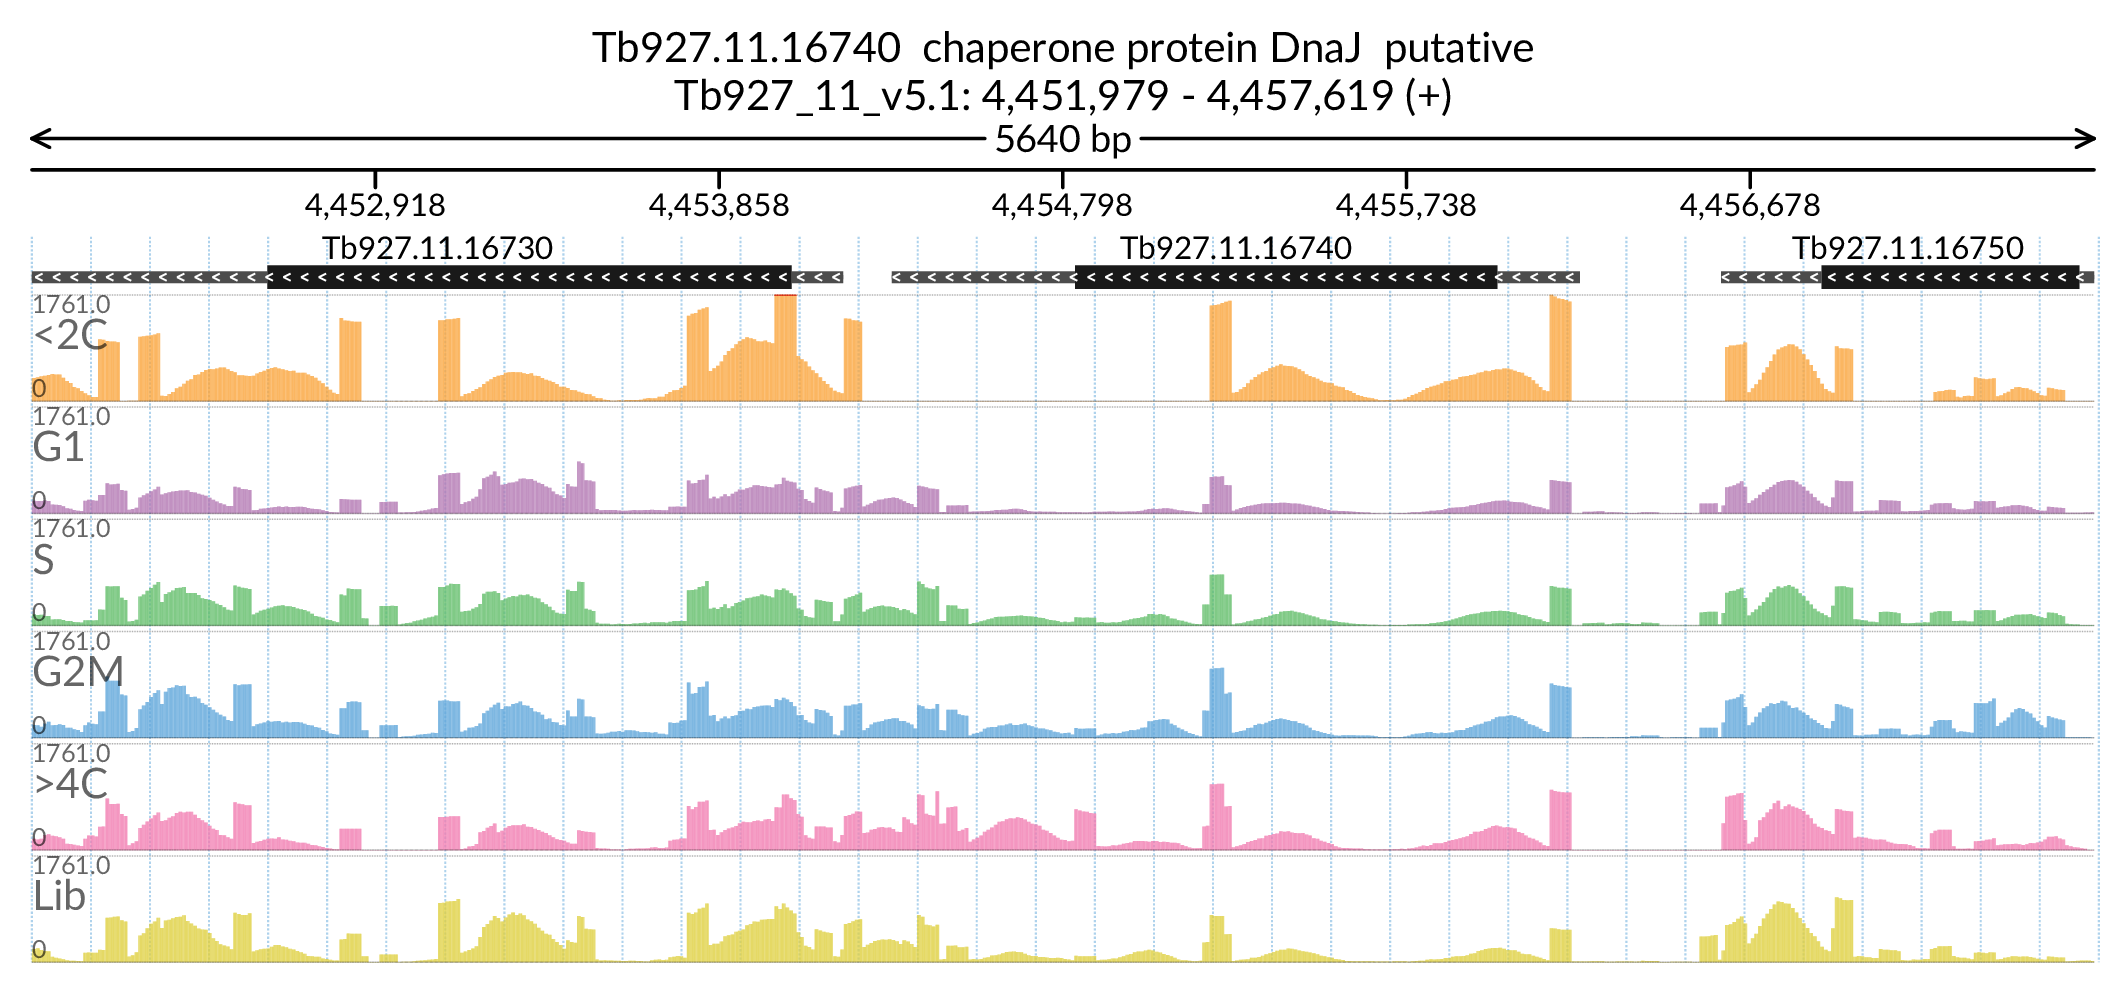 Tb927.11.16740 chaperone protein DnaJ putative
Tb927_11_v5.1: 4,451,979 - 4,457,619 (+)
5640 bp
4,452,918 4,453,858 4,454,798 4,455,738 4,456,678
Tb927.11.16730 Tb927.11.16740 Tb927.11.16750
1761.0
<2C
0
1761.0
G1
0
1761.0
S
0
1761.0
G2M
0
1761.0
>4C
0
1761.0
Lib
0